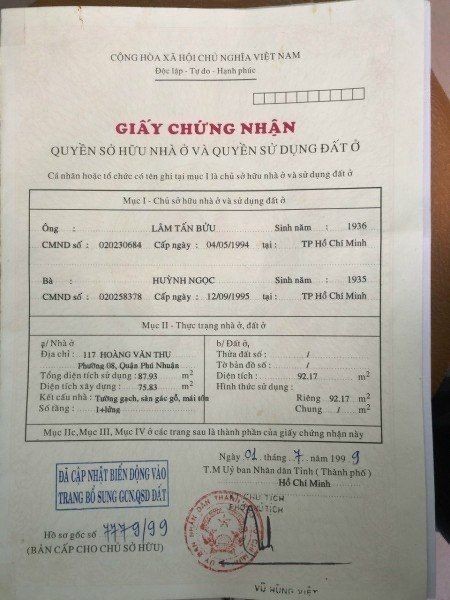 CỘNG HÒA XÃ HỘI CHỦ NGHĨA VIỆT NAM
Độc lập - Tự do - Hạnh phúc
GIẤY CHỨNG NHẬN
QUYỀN SỞ HỮU NHÀ Ở VÀ QUYỀN SỬ DỤNG ĐẤT Ở
Cá nhân hoặc tổ chức có tên ghi tại mục I là chủ sở hữu nhà ở và sử dụng đất ở
Mục I - Chủ sở hữu nhà ở và sử dụng đất ở
Ông : LÂM TẤN BỬU Sinh năm : 1936
CMND số : 020230684 Cấp ngày : 04/05/1994 tại : TP Hồ Chí Minh
Bà : HUỲNH NGỌC Sinh năm : 1935
CMND số : 020258378 Cấp ngày : 12/09/1995 tại : TP Hồ Chí Minh
Mục II - Thực trạng nhà ở, đất ở
a/ Nhà ở
Địa chỉ : 117 HOÀNG VĂN THỤ
Phường 08, Quận Phú Nhuận
Tổng diện tích sử dụng : 87.93 m2
Diện tích xây dựng : 75.83 m2
Kết cấu nhà : Tường gạch, sàn gác gỗ, mái tôn
Số tầng : 1+lửng
b/ Đất ở,
Thửa đất số : /
Tờ bản đồ số : /
Diện tích : 92.17 m2
Hình thức sử dụng :
Riêng : 92.17 m2
Chung / m2
Mục IIc, Mục III, Mục IV ở các trang sau là thành phần của giấy chứng nhận này
Ngày 01 tháng 7 năm 1999
T.M Uỷ ban Nhân dân Tỉnh ( Thành phố )
Hồ Chí Minh
ĐÃ CẬP NHẬT BIẾN ĐỘNG VÀO
TRANG BỔ SUNG GCN.QSD ĐẤT
CHỦ TỊCH
PHÓ CHỦ TỊCH
Hồ sơ gốc số 7779/99
(BẢN CẤP CHO CHỦ SỞ HỮU)
VŨ HÙNG VIỆT